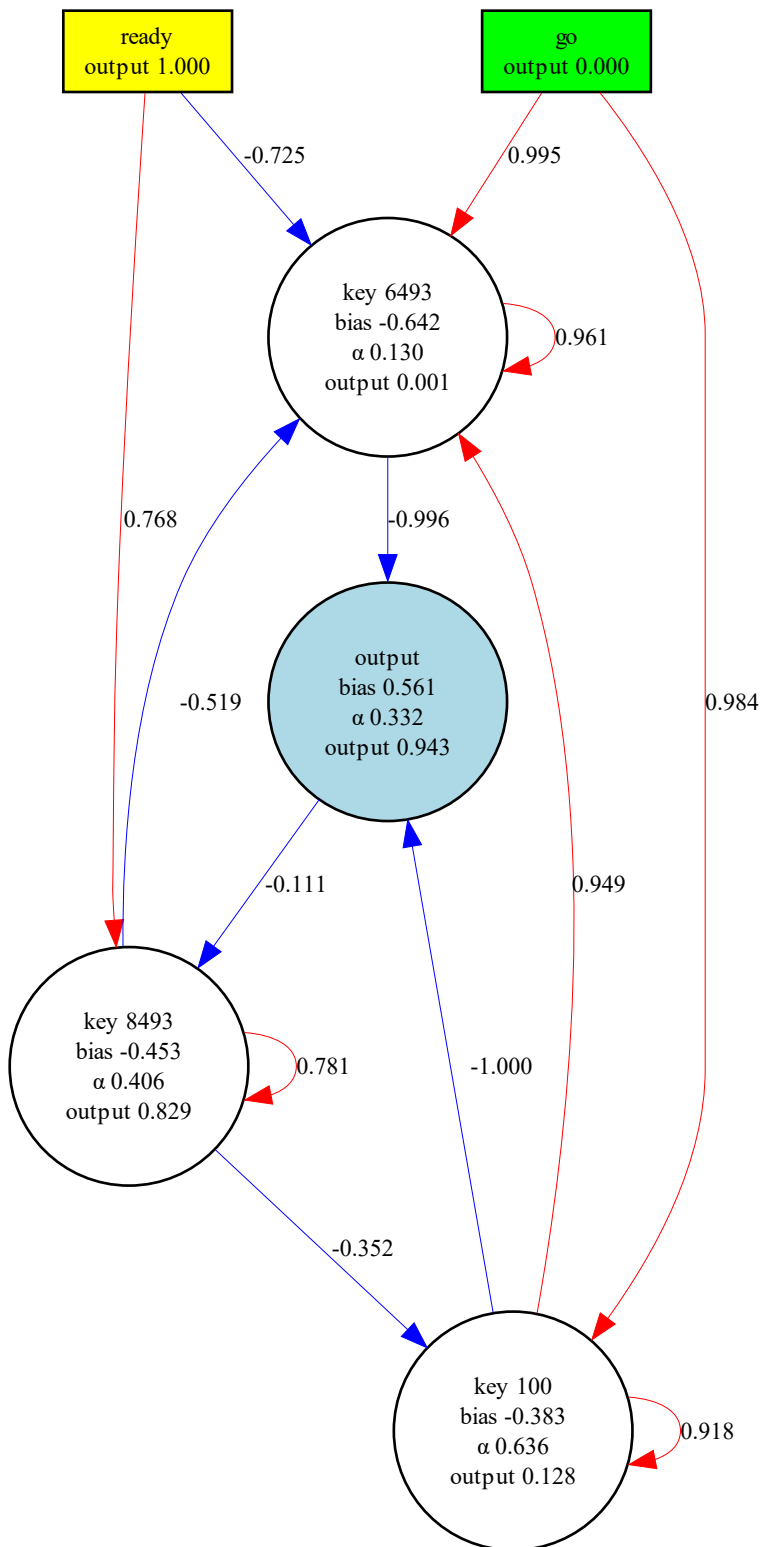 ready
output 1.000
go
output 0.000
-0.725
0.995
key 6493
bias -0.642
α 0.130
output 0.001
0.961
0.768
-0.996
output
bias 0.561
α 0.332
output 0.943
-0.519
0.984
-0.111
0.949
key 8493
bias -0.453
α 0.406
output 0.829
0.781
-1.000
-0.352
key 100
bias -0.383
α 0.636
output 0.128
0.918